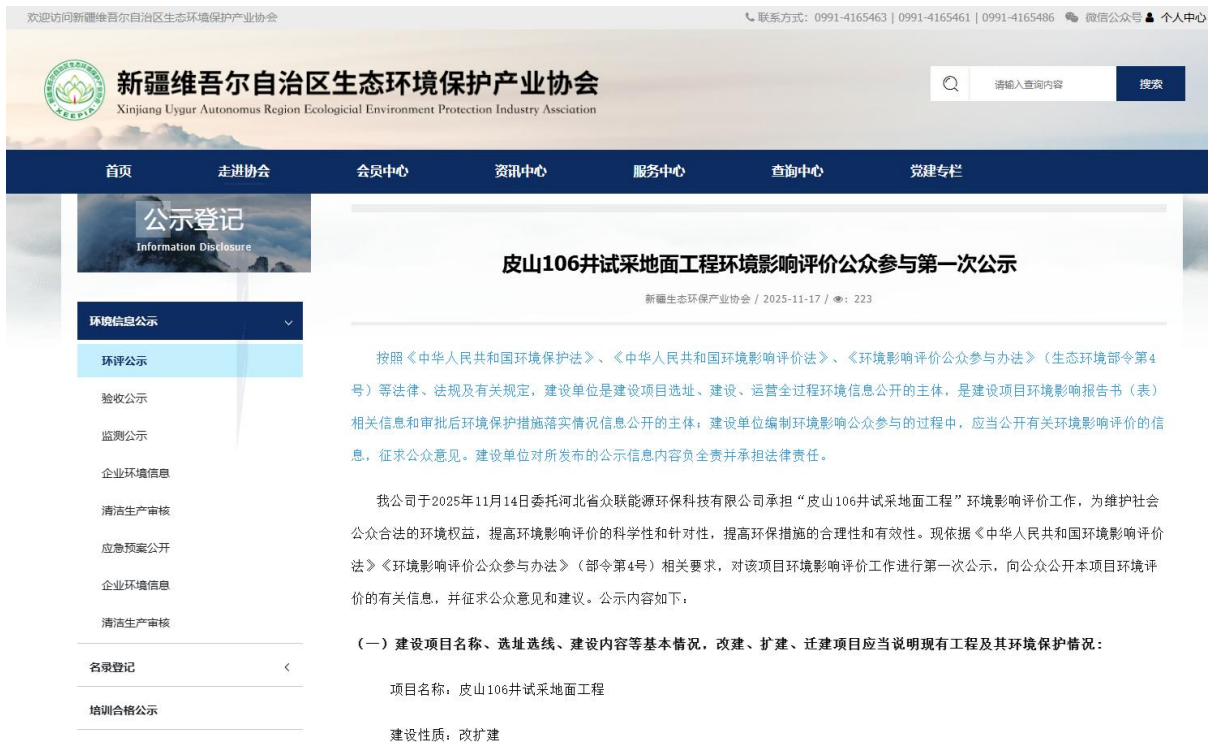 欢迎访问新疆维吾尔自治区生态环境保护产业协会
联系方式：0991-4165463 | 0991-4165461 | 0991-4165486 微信公众号 个人中心
XEEPIA
新疆维吾尔自治区生态环境保护产业协会
Xinjiang Uygur Autonomus Region Ecologicial Environment Protection Industry Assciation
请输入查询内容
搜索
首页 走进协会 会员中心 资讯中心 服务中心 查询中心 党建专栏
公示登记
Information Disclosure
环境信息公示
环评公示
验收公示
监测公示
企业环境信息
清洁生产审核
应急预案公开
企业环境信息
清洁生产审核
名录登记
培训合格公示
皮山106井试采地面工程环境影响评价公众参与第一次公示
新疆生态环保产业协会 / 2025-11-17 / : 223
按照《中华人民共和国环境保护法》、《中华人民共和国环境影响评价法》、《环境影响评价公众参与办法》（生态环境部令第4
号）等法律、法规及有关规定，建设单位是建设项目选址、建设、运营全过程环境信息公开的主体，是建设项目环境影响报告书（表）
相关信息和审批后环境保护措施落实情况信息公开的主体；建设单位编制环境影响公众参与的过程中，应当公开有关环境影响评价的信
息，征求公众意见。建设单位对所发布的公示信息内容负全责并承担法律责任。
我公司于2025年11月14日委托河北省众联能源环保科技有限公司承担“皮山106井试采地面工程”环境影响评价工作，为维护社会
公众合法的环境权益，提高环境影响评价的科学性和针对性，提高环保措施的合理性和有效性。现依据《中华人民共和国环境影响评价
法》《环境影响评价公众参与办法》（部令第4号）相关要求，对该项目环境影响评价工作进行第一次公示，向公众公开本项目环境评
价的有关信息，并征求公众意见和建议。公示内容如下：
（一）建设项目名称、选址选线、建设内容等基本情况，改建、扩建、迁建项目应当说明现有工程及其环境保护情况：
项目名称：皮山106井试采地面工程
建设性质：改扩建